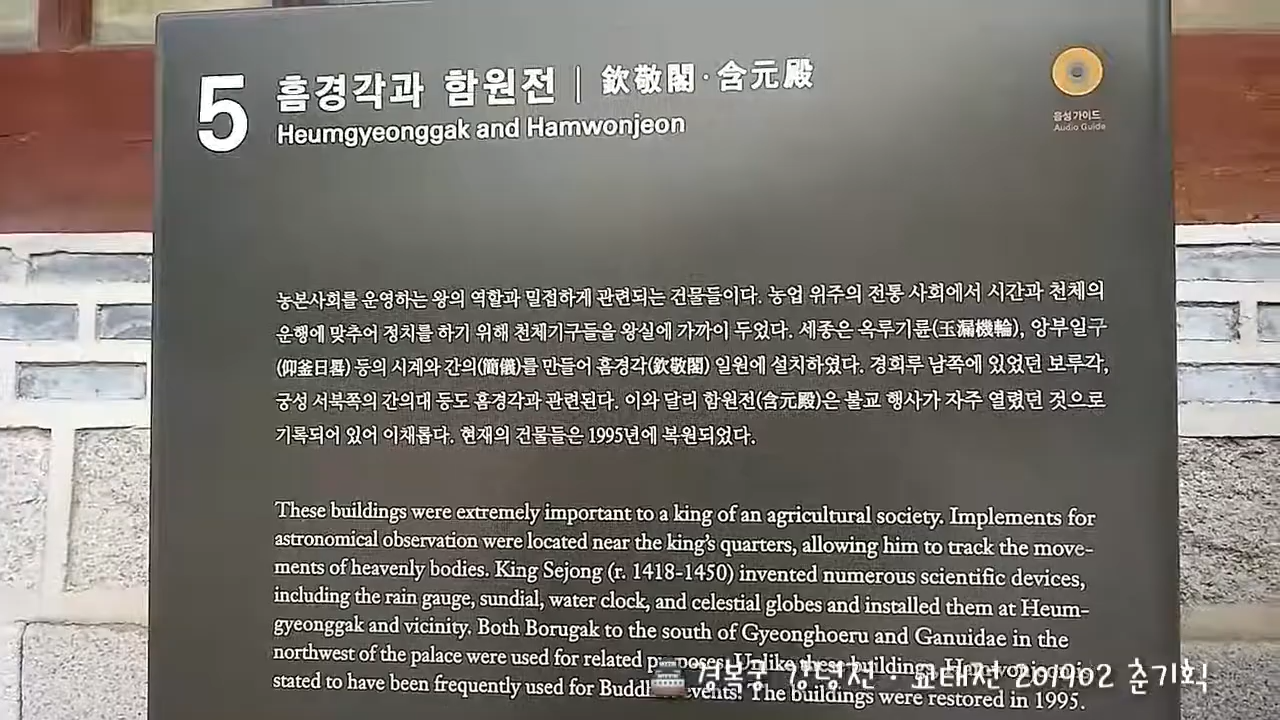 5 흠경각과 함원전 | 欽敬閣·含元殿
Heumgyeonggak and Hamwonjeon
음성 가이드
Audio Guide
농본사회를 운영하는 왕의 역할과 밀접하게 관련되는 건물들이다. 농업 위주의 전통 사회에서 시간과 천체의
운행에 맞추어 정치를 하기 위해 천체기구들을 왕실에 가까이 두었다. 세종은 옥루기륜(玉漏機輪), 앙부일구
(仰釜日晷) 등의 시계와 간의(簡儀)를 만들어 흠경각(欽敬閣) 일원에 설치하였다. 경회루 남쪽에 있었던 보루각,
궁성 서북쪽의 간의대 등도 흠경각과 관련된다. 이와 달리 함원전(含元殿)은 불교 행사가 자주 열렸던 것으로
기록되어 있어 이채롭다. 현재의 건물들은 1995년에 복원되었다.
These buildings were extremely important to a king of an agricultural society. Implements for
astronomical observation were located near the king's quarters, allowing him to track the move-
ments of heavenly bodies. King Sejong (r. 1418-1450) invented numerous scientific devices,
including the rain gauge, sundial, water clock, and celestial globes and installed them at Heum-
gyeonggak and vicinity. Both Borugak to the south of Gyeonghoeru and Ganuidae in the
northwest of the palace were used for related purposes. Unlike these buildings,
stated to have been frequently used for events. The buildings were restored in 1995.
경복궁 강녕전·교태전 201902 춘기획